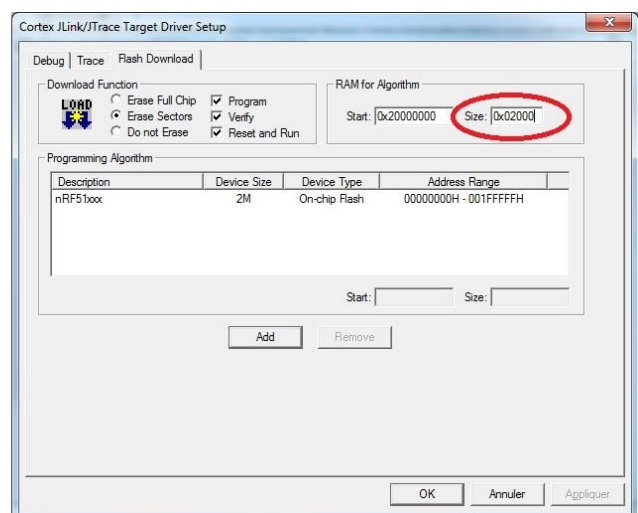 Cortex JLink/JTrace Target Driver Setup
Debug Trace Flash Download
Download Function
LOAD
Erase Full Chip
Erase Sectors
Do not Erase
Program
Verify
Reset and Run
RAM for Algorithm
Start: 0x20000000 Size: 0x02000
Programming Algorithm
Description Device Size Device Type Address Range
nRF51xxx 2M On-chip Flash 00000000H - 001FFFFFH
Start: Size:
Add Remove
OK Annuler Appliquer